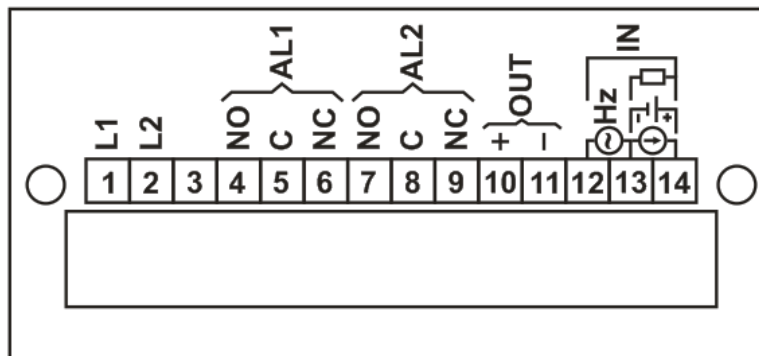 AL1 AL2 IN
L1 L2 NO C NC NO C NC OUT Hz
+ − − +
1 2 3 4 5 6 7 8 9 10 11 12 13 14